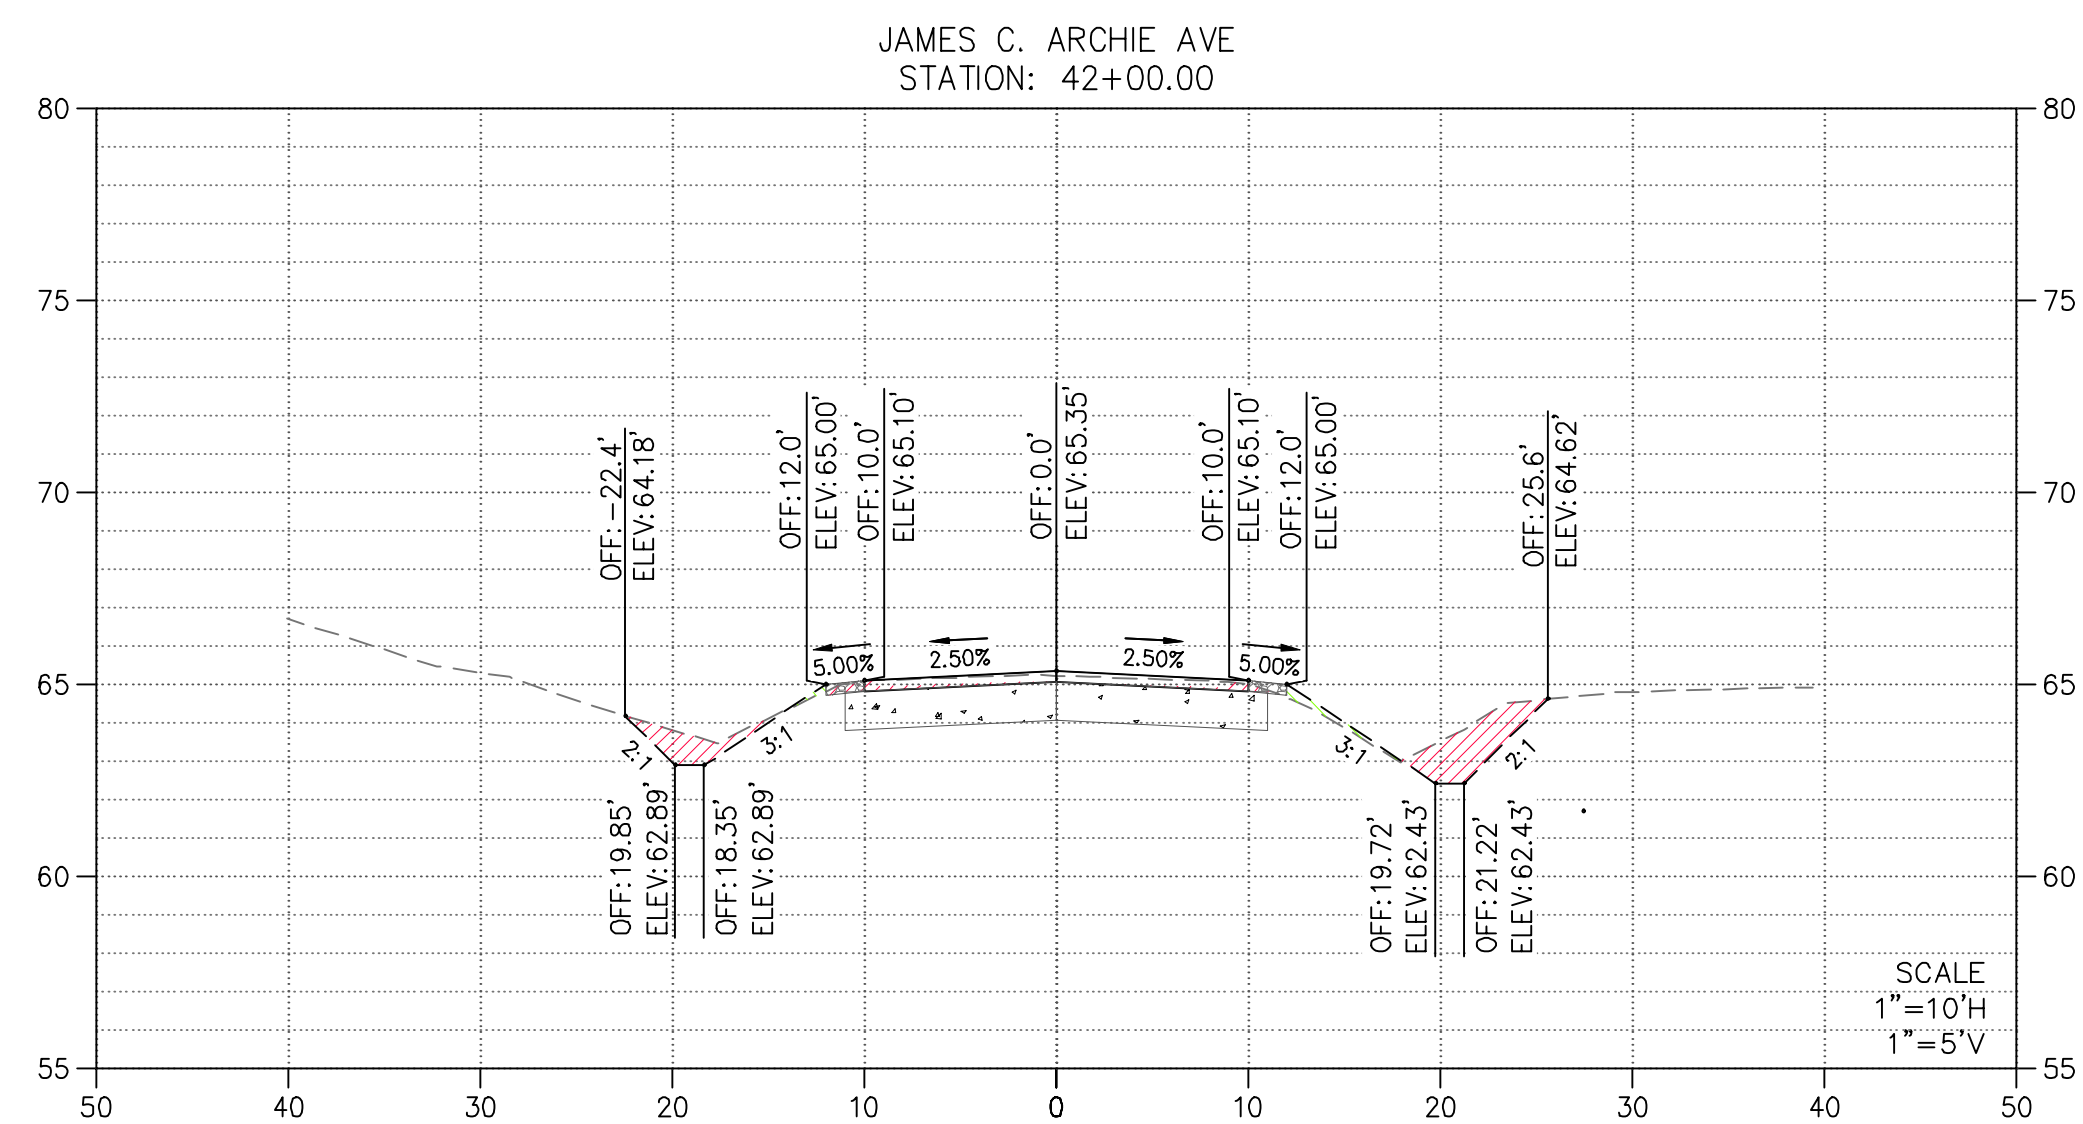 JAMES C. ARCHIE AVE
STATION: 42+00.00
80
80
75
75
70
70
65
65
60
60
55
55
OFF:-22.4'
ELEV:64.18'
OFF:12.0'
ELEV:65.00'
OFF:10.0'
ELEV:65.10'
OFF:0.0'
ELEV:65.35'
OFF:10.0'
ELEV:65.10'
OFF:12.0'
ELEV:65.00'
OFF:25.6'
ELEV:64.62'
5.00%
2.50%
2.50%
5.00%
2:1
3:1
3:1
2:1
OFF:19.85'
ELEV:62.89'
OFF:18.35'
ELEV:62.89'
OFF:19.72'
ELEV:62.43'
OFF:21.22'
ELEV:62.43'
SCALE
1"=10'H
1"=5'V
50 40 30 20 10 0 10 20 30 40 50